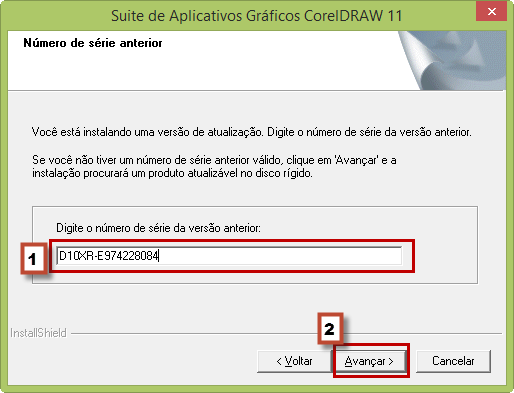 Suite de Aplicativos Gráficos CorelDRAW 11
Número de série anterior
Você está instalando uma versão de atualização. Digite o número de série da versão anterior.
Se você não tiver um número de série anterior válido, clique em 'Avançar' e a
instalação procurará um produto atualizável no disco rígido.
Digite o número de série da versão anterior:
1
D10XR-E974228084
InstallShield
2
< Voltar
Avançar >
Cancelar